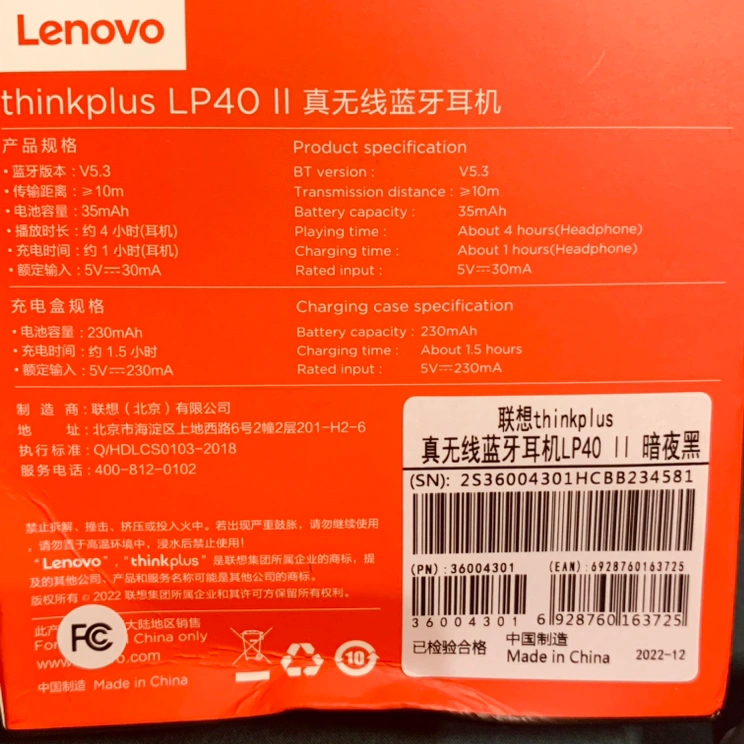 Lenovo
thinkplus LP40 II 真无线蓝牙耳机
产品规格
• 蓝牙版本 : V5.3
• 传输距离 : ≥10m
• 电池容量 : 35mAh
• 播放时长 : 约 4 小时(耳机)
• 充电时间 : 约 1 小时(耳机)
• 额定输入 : 5V⎓30mA
Product specification
BT version : V5.3
Transmission distance : ≥10m
Battery capacity : 35mAh
Playing time : About 4 hours(Headphone)
Charging time : About 1 hours(Headphone)
Rated input : 5V⎓30mA
充电盒规格
• 电池容量 : 230mAh
• 充电时间 : 约 1.5 小时
• 额定输入 : 5V⎓230mA
Charging case specification
Battery capacity : 230mAh
Charging time : About 1.5 hours
Rated input : 5V⎓230mA
制 造 商 : 联想（北京）有限公司
地 址 : 北京市海淀区上地西路6号2幢2层201-H2-6
执行标准 : Q/HDLCS0103-2018
服务电话 : 400-812-0102
禁止拆解、撞击、挤压或投入火中。若出现严重鼓胀，请勿继续使用
，请勿置于高温环境中，浸水后禁止使用！
“Lenovo”，“thinkplus”是联想集团所属企业的商标，提
及的其他公司、产品和服务名称可能是其他公司的商标。
版权所有 © 2022 联想集团所属企业和其许可方保留所有权利。
此产 大陆地区销售
For China only
www. vo.com
中国制造 Made in China
FC
10
联想thinkplus
真无线蓝牙耳机LP40 II 暗夜黑
(SN): 2S36004301HCBB234581
(PN) : 36004301
(EAN) : 6928760163725
36004301
6 928760 163725
已检验合格
中国制造
Made in China
2022-12